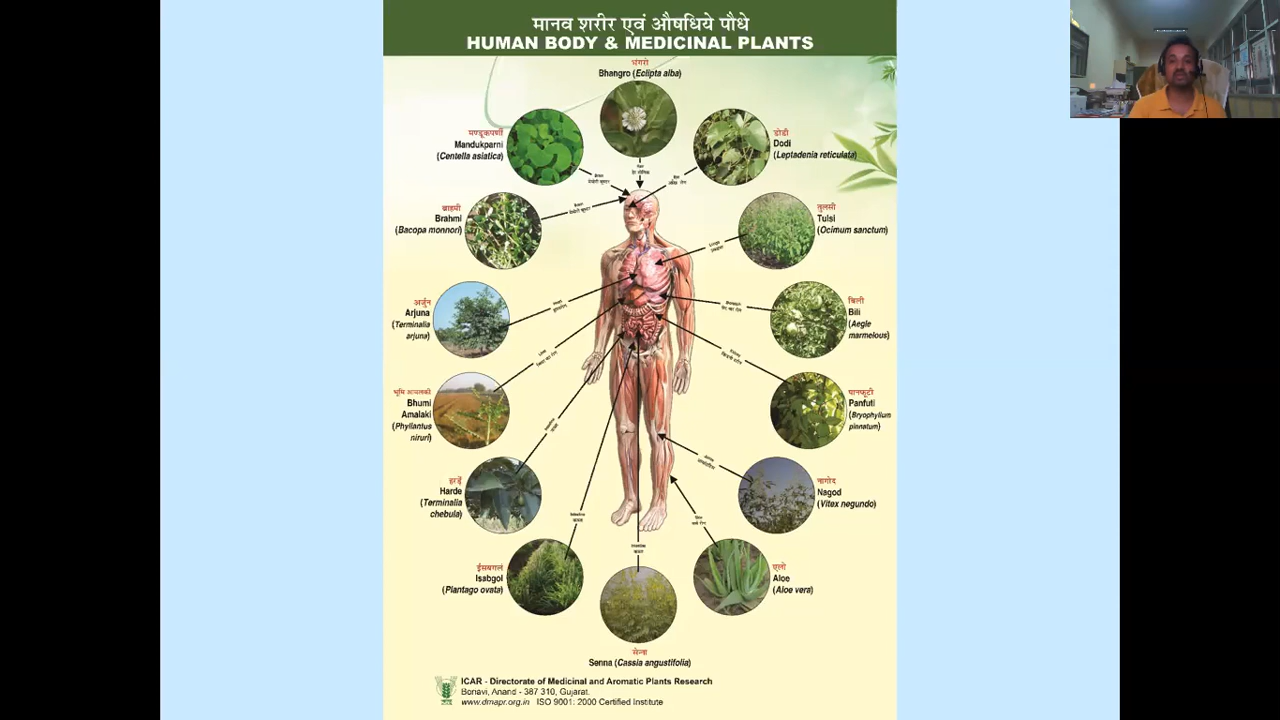 मानव शरीर एवं औषधिये पौधे
HUMAN BODY & MEDICINAL PLANTS
भंगरो
Bhangro (Eclipta alba)
मण्डूकपर्णी
Mandukparni
(Centella asiatica)
डोडी
Dodi
(Leptadenia reticulata)
ब्राह्मी
Brahmi
(Bacopa monnori)
तुलसी
Tulsi
(Ocimum sanctum)
Lungs
अर्जुन
Arjuna
(Terminalia
arjuna)
बिली
Bili
(Aegle
marmelous)
भूमि आमलकी
Bhumi
Amalaki
(Phyllantus
niruri)
पानफूटी
Panfuti
(Bryophyllum
pinnatum)
हरड़े
Harde
(Terminalia
chebula)
नागोद
Nagod
(Vitex negundo)
ईसबगल
Isabgol
(Plantago ovata)
एलो
Aloe
(Aloe vera)
सेन्ना
Senna (Cassia angustifolia)
ICAR - Directorate of Medicinal and Aromatic Plants Research
Boriavi, Anand - 387 310, Gujarat.
www.dmapr.org.in ISO 9001: 2000 Certified Institute